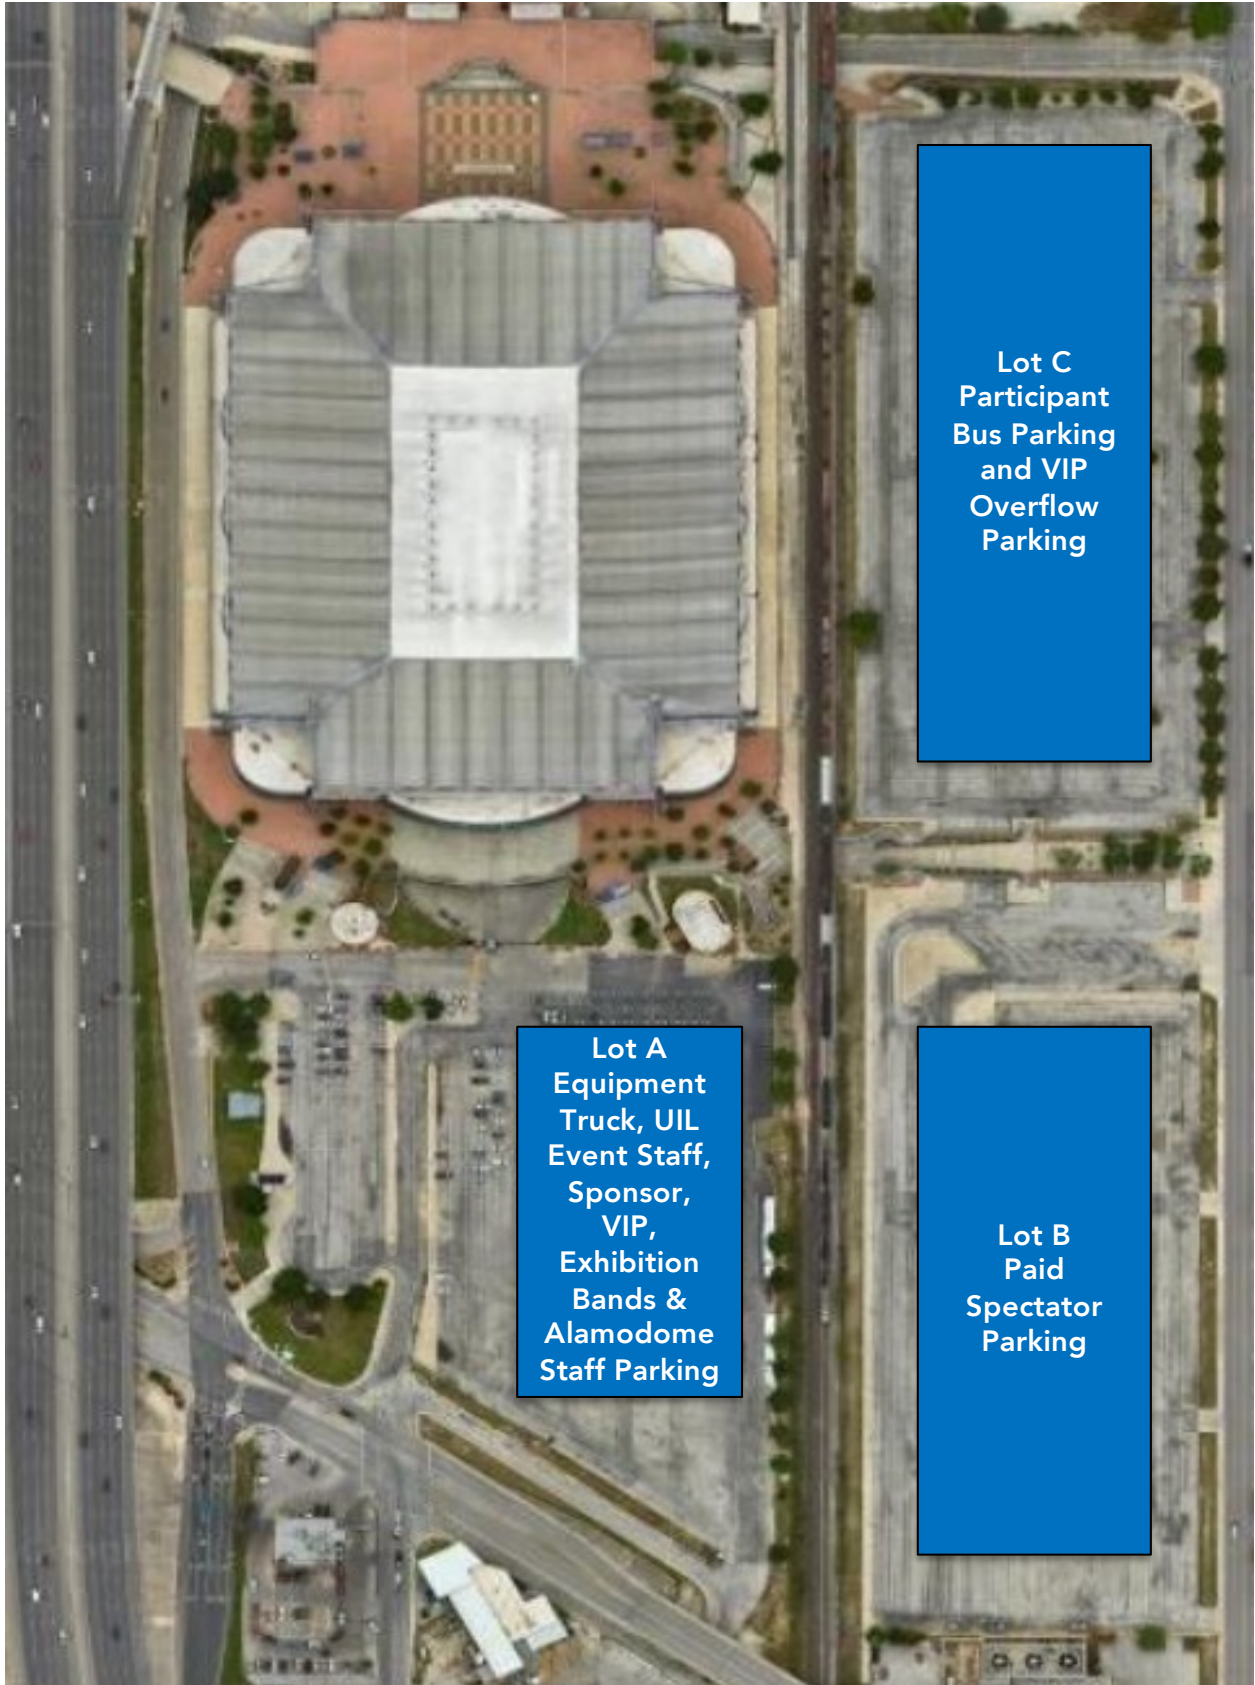 Lot C
Participant
Bus Parking
and VIP
Overflow
Parking
Lot A
Equipment
Truck, UIL
Event Staff,
Sponsor,
VIP,
Exhibition
Bands &
Alamodome
Staff Parking
Lot B
Paid
Spectator
Parking